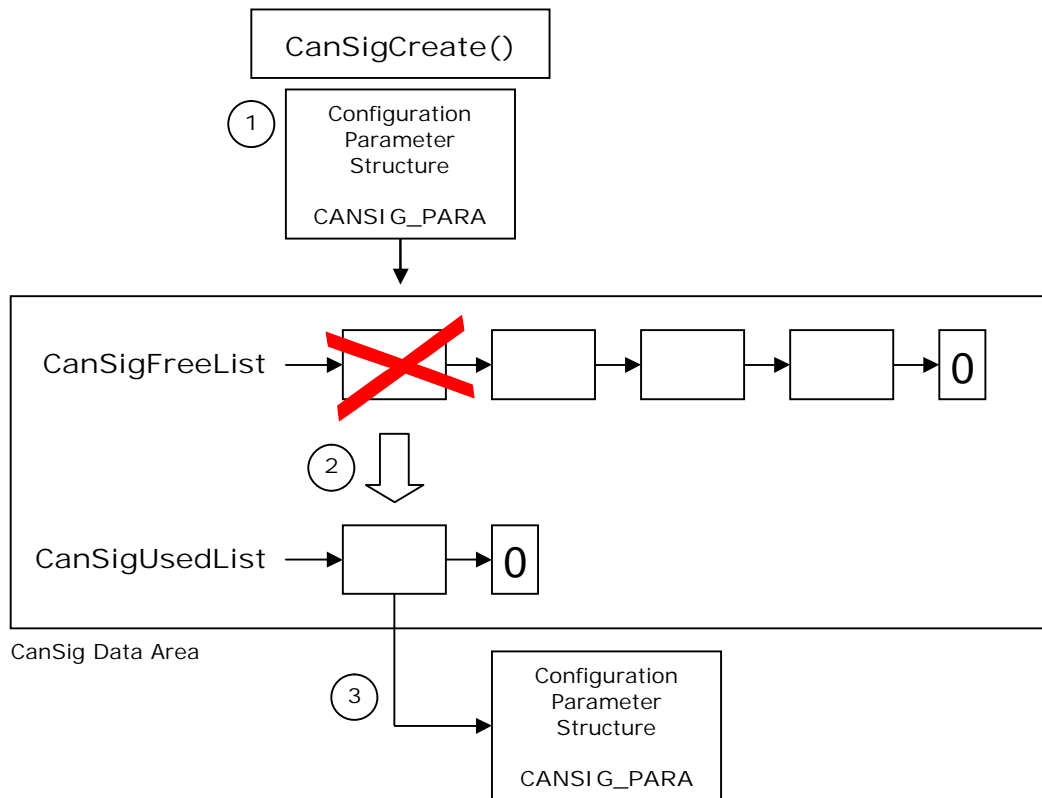 CanSigCreate()
1
Configuration
Parameter
Structure
CANSIG_PARA
CanSigFreeList
0
2
CanSigUsedList
0
CanSig Data Area
3
Configuration
Parameter
Structure
CANSIG_PARA